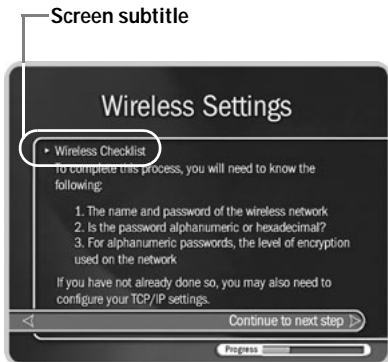 Screen subtitle
Wireless Settings
Wireless Checklist
To complete this process, you will need to know the
following:
1. The name and password of the wireless network
2. Is the password alphanumeric or hexadecimal?
3. For alphanumeric passwords, the level of encryption
used on the network
If you have not already done so, you may also need to
configure your TCP/IP settings.
Continue to next step
Progress